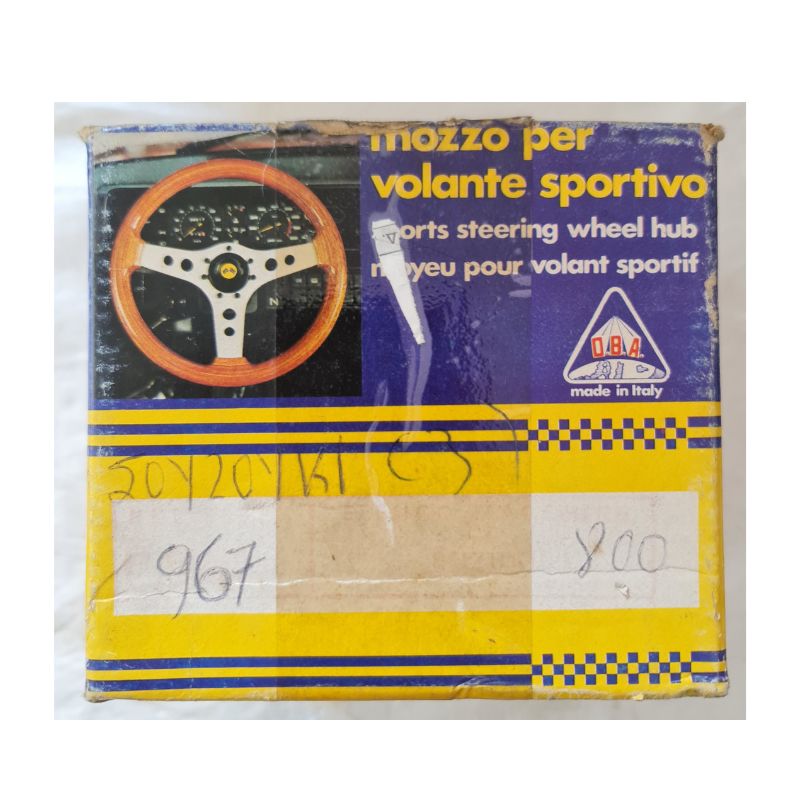 mozzo per
volante sportivo
sports steering wheel hub
moyeu pour volant sportif
O.B.A.
made in Italy
967
800